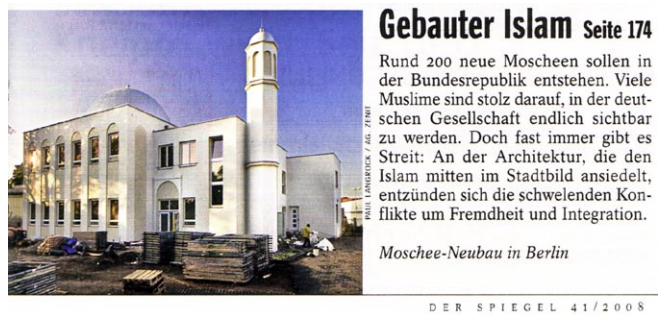 Gebauter Islam Seite 174
Rund 200 neue Moscheen sollen in
der Bundesrepublik entstehen. Viele
Muslime sind stolz darauf, in der deut-
schen Gesellschaft endlich sichtbar
zu werden. Doch fast immer gibt es
Streit: An der Architektur, die den
Islam mitten im Stadtbild ansiedelt,
entzünden sich die schwelenden Kon-
flikte um Fremdheit und Integration.
Moschee-Neubau in Berlin
PAUL LANGROCK / AG. ZENIT
DER SPIEGEL 41/2008